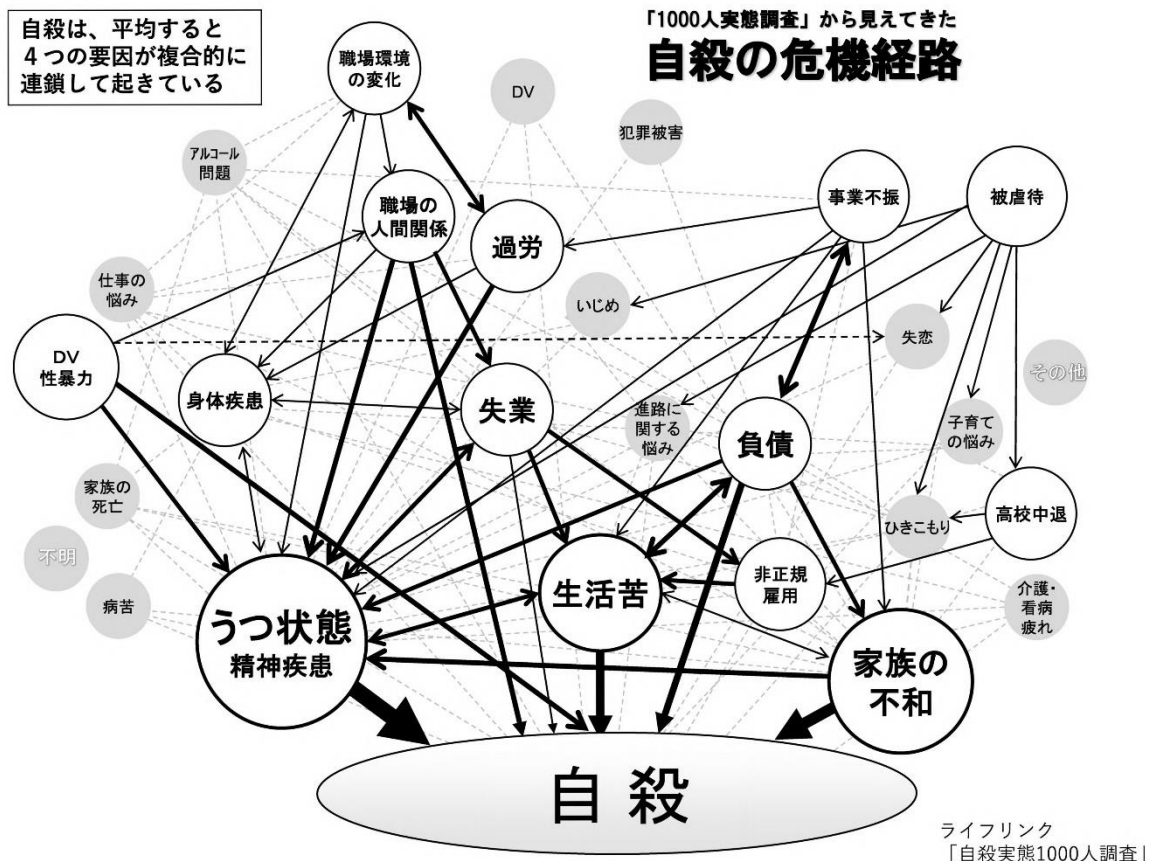 自殺は、平均すると
４つの要因が複合的に
連鎖して起きている
「1000人実態調査」から見えてきた
自殺の危機経路
職場環境
の変化
DV
犯罪被害
アルコール
問題
職場の
人間関係
過労
事業不振
被虐待
仕事の
悩み
いじめ
失恋
その他
DV
性暴力
身体疾患
失業
進路に
関する
悩み
負債
子育て
の悩み
家族の
死亡
ひきこもり
高校中退
不明
病苦
うつ状態
精神疾患
生活苦
非正規
雇用
介護・
看病
疲れ
家族の
不和
自殺
ライフリンク
「自殺実態1000人調査」